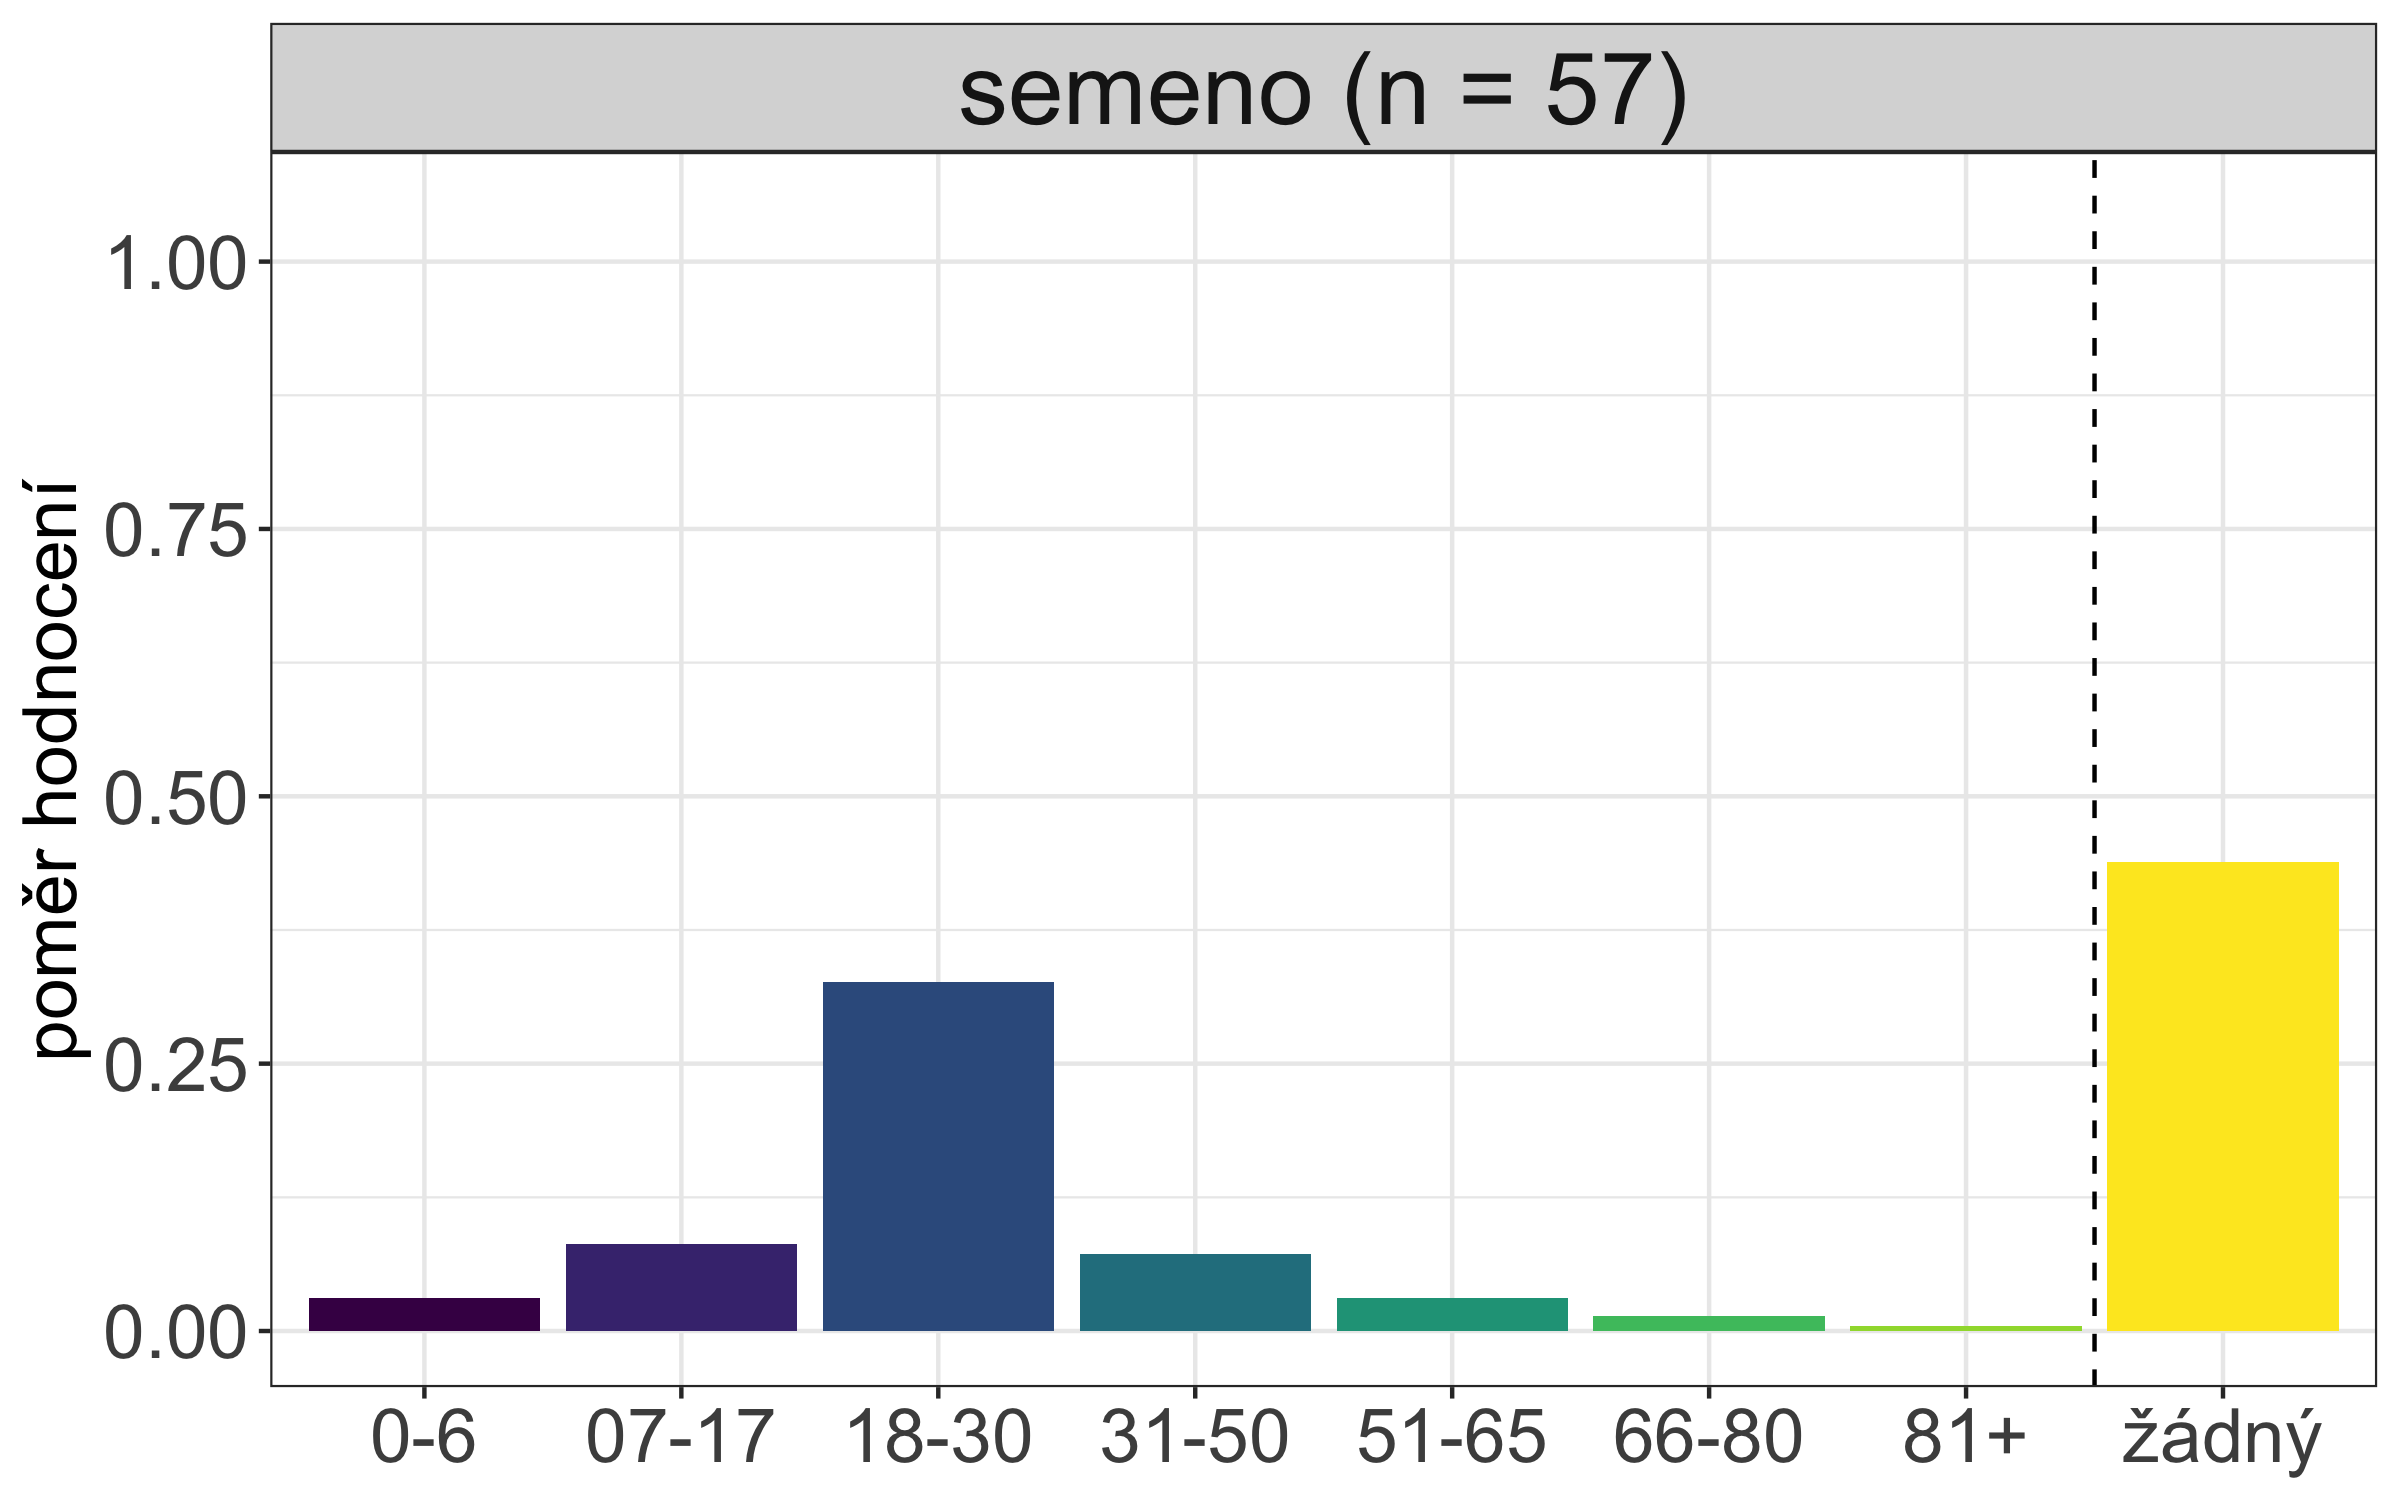 semeno (n = 57)
poměr hodnocení
1.00
0.75
0.50
0.25
0.00
0-6 07-17 18-30 31-50 51-65 66-80 81+ žádný